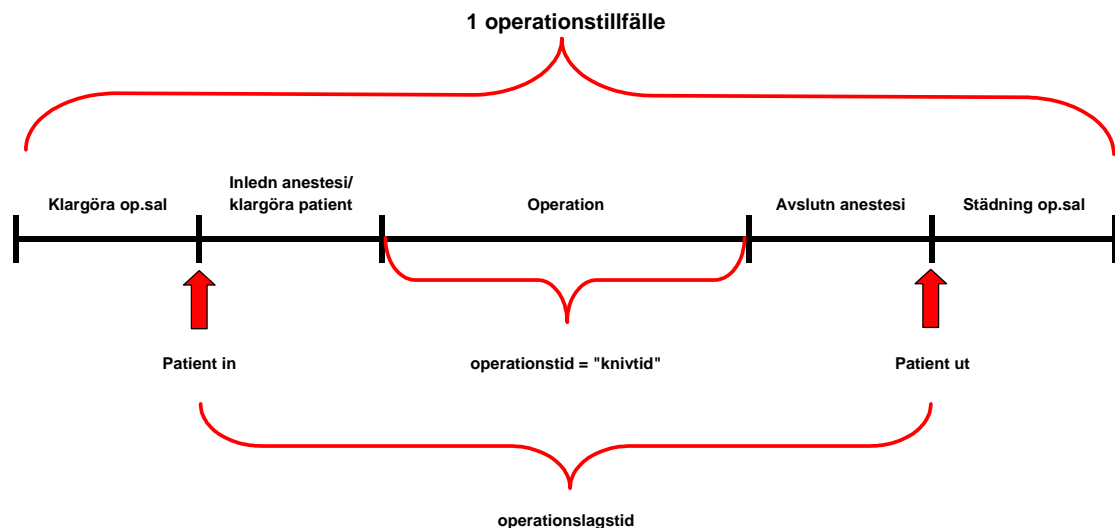 1 operationstillfälle
Inledn anestesi/
Klargöra op.sal
klargöra patient
Operation
Avslutn anestesi
Städning op.sal
Patient in
operationstid = "knivtid"
Patient ut
operationslagstid